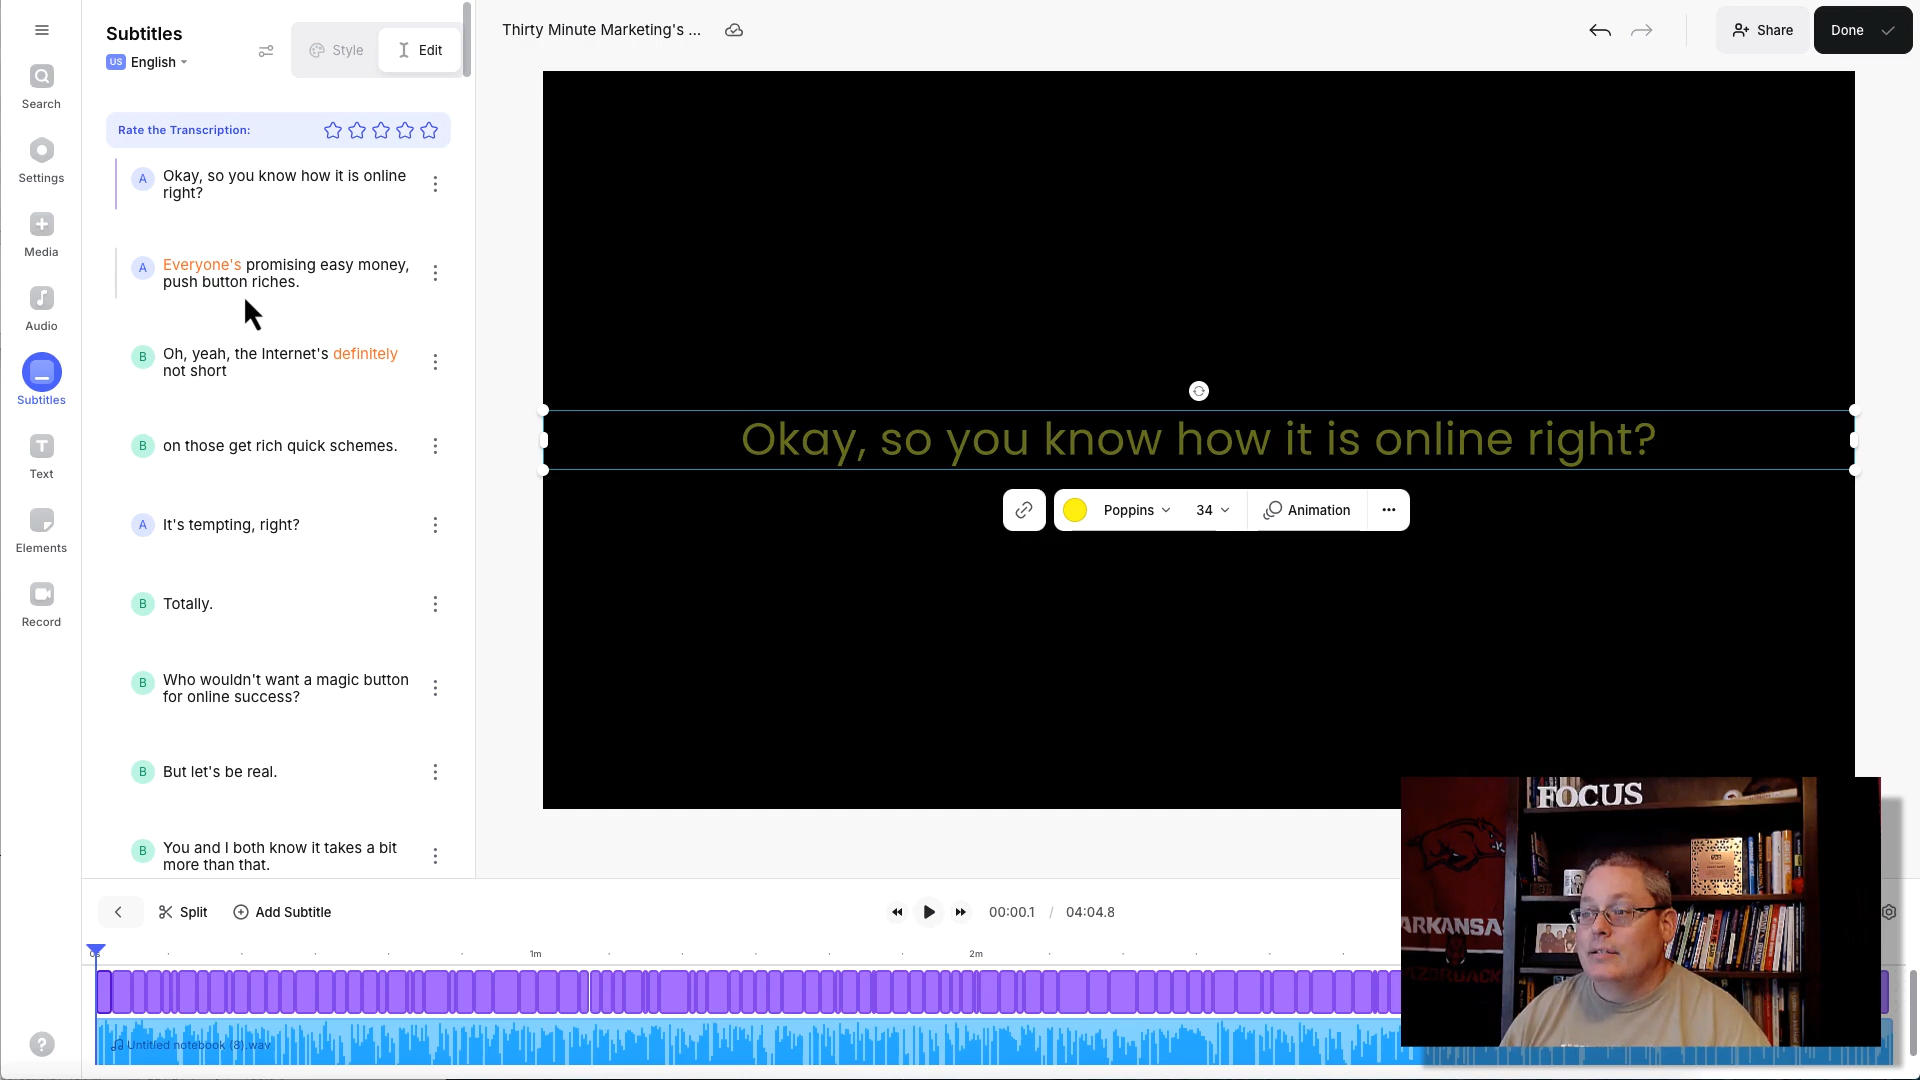 Subtitles
US English
Style
Edit
Thirty Minute Marketing's ...
Share
Done
Search
Settings
Media
Audio
Subtitles
Text
Elements
Record
Rate the Transcription:
A
Okay, so you know how it is online
right?
A
Everyone's promising easy money,
push button riches.
B
Oh, yeah, the Internet's definitely
not short
B
on those get rich quick schemes.
A
It's tempting, right?
B
Totally.
B
Who wouldn't want a magic button
for online success?
B
But let's be real.
B
You and I both know it takes a bit
more than that.
Okay, so you know how it is online right?
Poppins
34
Animation
Split
Add Subtitle
00:00.1 / 04:04.8
1m
2m
Untitled notebook (8).wav
FOCUS
ARKANSA
?